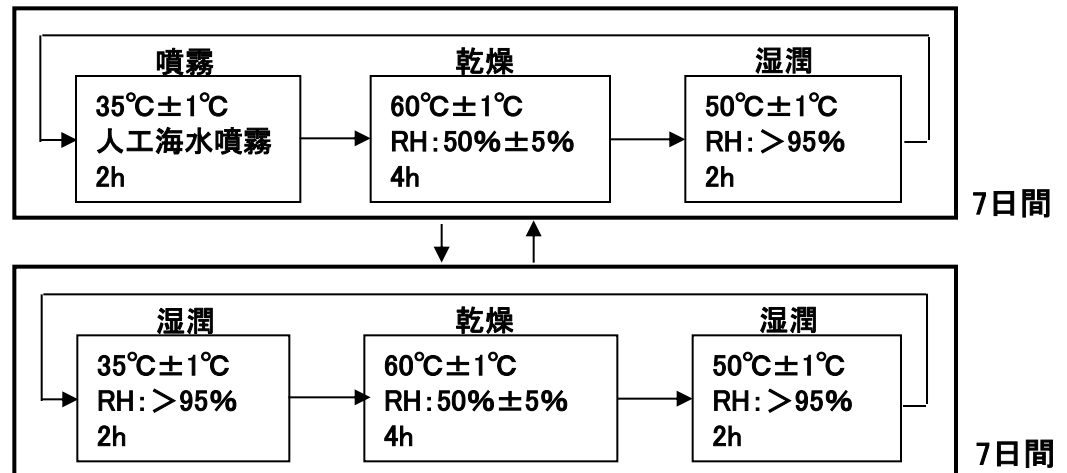 噴霧
35℃±1℃
人工海水噴霧
2h
乾燥
60℃±1℃
RH:50%±5%
4h
湿潤
50℃±1℃
RH:＞95%
2h
7日間
湿潤
35℃±1℃
RH:＞95%
2h
乾燥
60℃±1℃
RH:50%±5%
4h
湿潤
50℃±1℃
RH:＞95%
2h
7日間